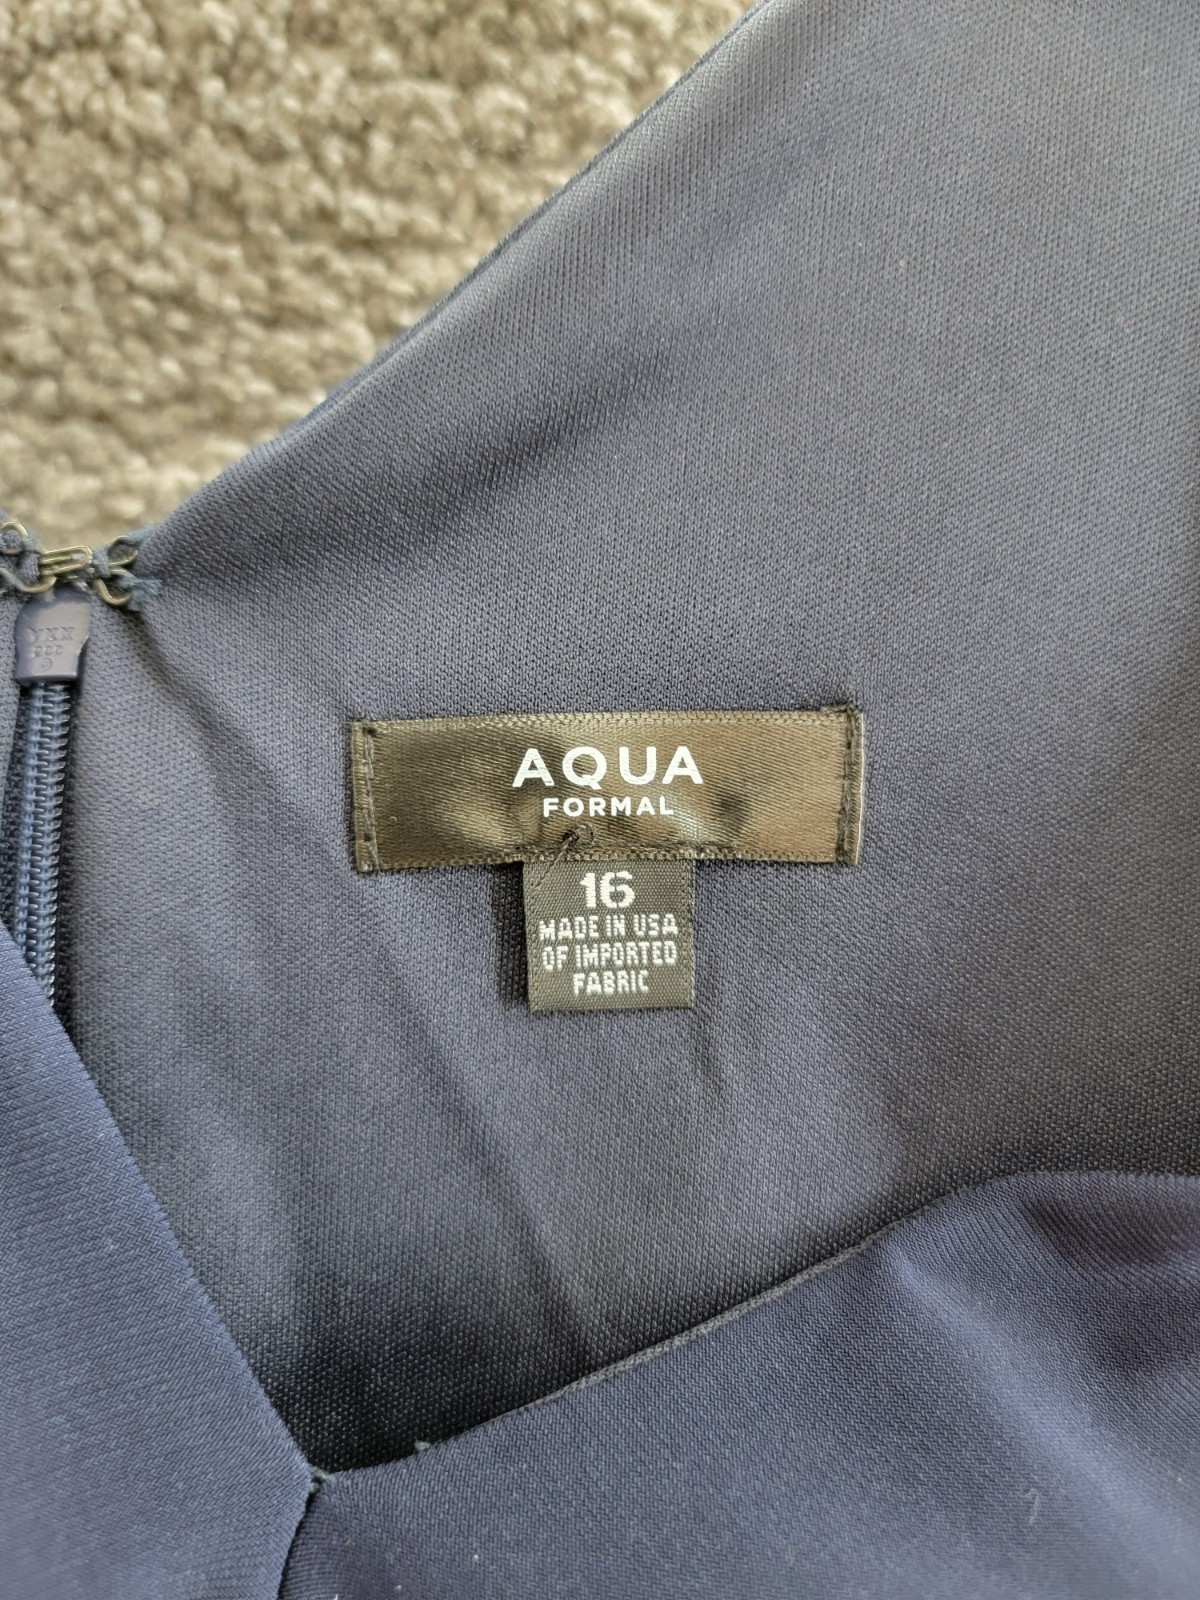 AQUA
FORMAL
16
MADE IN USA
OF IMPORTED
FABRIC